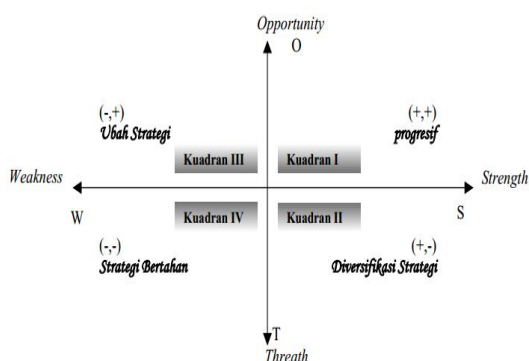 Opportunity
O
(-,+)
Ubah Strategi
(+,+)
progresif
Kuadran III
Kuadran I
Weakness
Strength
W
S
Kuadran IV
Kuadran II
(-,-)
Strategi Bertahan
(+,-)
Diversifikasi Strategi
T
Threath